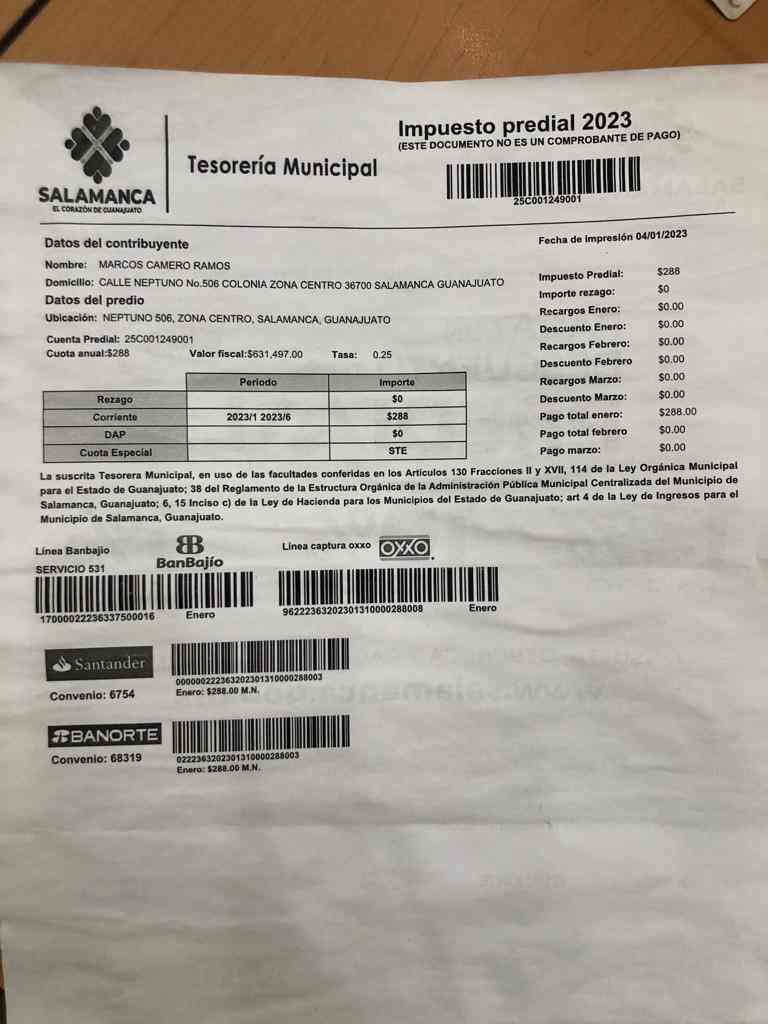 SALAMANCA
EL CORAZÓN DE GUANAJUATO
Tesorería Municipal
Impuesto predial 2023
(ESTE DOCUMENTO NO ES UN COMPROBANTE DE PAGO)
25C001249001
Datos del contribuyente
Fecha de impresión 04/01/2023
Nombre: MARCOS CAMERO RAMOS
Domicilio: CALLE NEPTUNO No.506 COLONIA ZONA CENTRO 36700 SALAMANCA GUANAJUATO
Datos del predio
Ubicación: NEPTUNO 506, ZONA CENTRO, SALAMANCA, GUANAJUATO
Cuenta Predial: 25C001249001
Cuota anual:$288 Valor fiscal:$631,497.00 Tasa: 0.25
Impuesto Predial: $288
Importe rezago: $0
Recargos Enero: $0.00
Descuento Enero: $0.00
Recargos Febrero: $0.00
Descuento Febrero $0.00
Recargos Marzo: $0.00
Descuento Marzo: $0.00
Pago total enero: $288.00
Pago total febrero $0.00
Pago marzo: $0.00
Periodo Importe
Rezago $0
Corriente 2023/1 2023/6 $288
DAP $0
Cuota Especial STE
La suscrita Tesorera Municipal, en uso de las facultades conferidas en los Artículos 130 Fracciones II y XVII, 114 de la Ley Orgánica Municipal
para el Estado de Guanajuato; 38 del Reglamento de la Estructura Orgánica de la Administración Pública Municipal Centralizada del Municipio de
Salamanca, Guanajuato; 6, 15 Inciso c) de la Ley de Hacienda para los Municipios del Estado de Guanajuato; art 4 de la Ley de Ingresos para el
Municipio de Salamanca, Guanajuato.
Línea Banbajio
SERVICIO 531
BanBajío
17000022236337500016 Enero
Línea captura oxxo OXXO
96222363202301310000288008 Enero
Santander
Convenio: 6754
0000000222363202301310000288003
Enero: $288.00 M.N.
BANORTE
Convenio: 68319
0222363202301310000288003
Enero: $288.00 M.N.